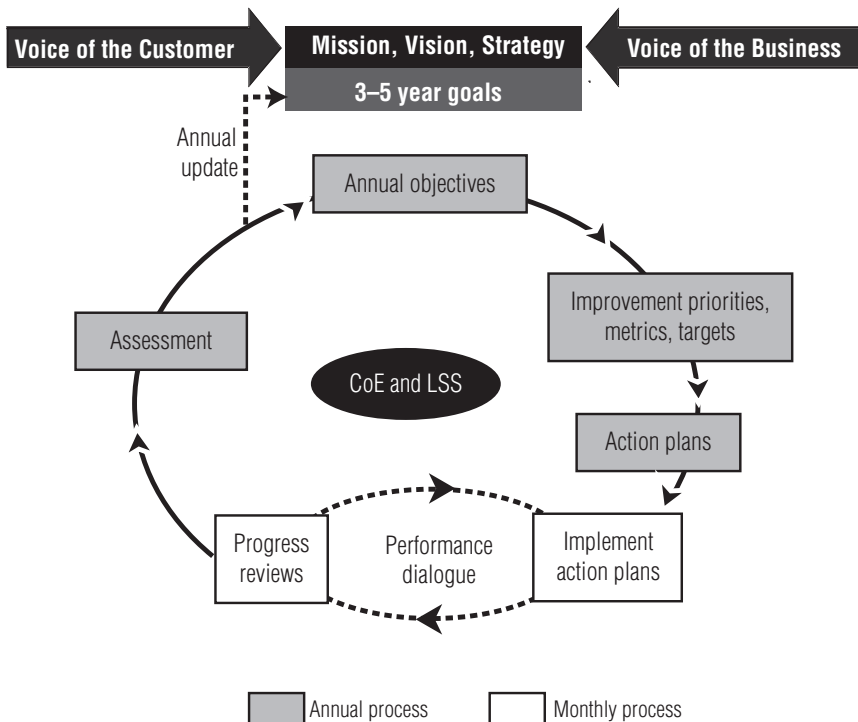 Voice of the Customer
Mission, Vision, Strategy
Voice of the Business
3–5 year goals
Annual
update
Annual objectives
Improvement priorities,
metrics, targets
Assessment
CoE and LSS
Action plans
Progress
reviews
Performance
dialogue
Implement
action plans
Annual process
Monthly process